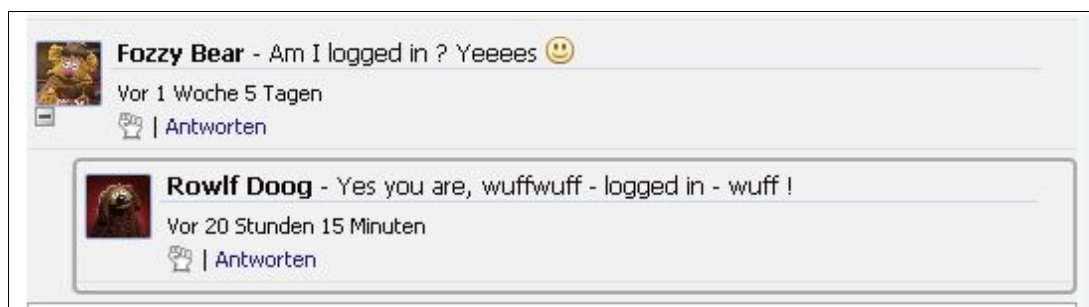 Fozzy Bear - Am I logged in ? Yeeees
Vor 1 Woche 5 Tagen
| Antworten
Rowlf Doog - Yes you are, wuffwuff - logged in - wuff !
Vor 20 Stunden 15 Minuten
| Antworten